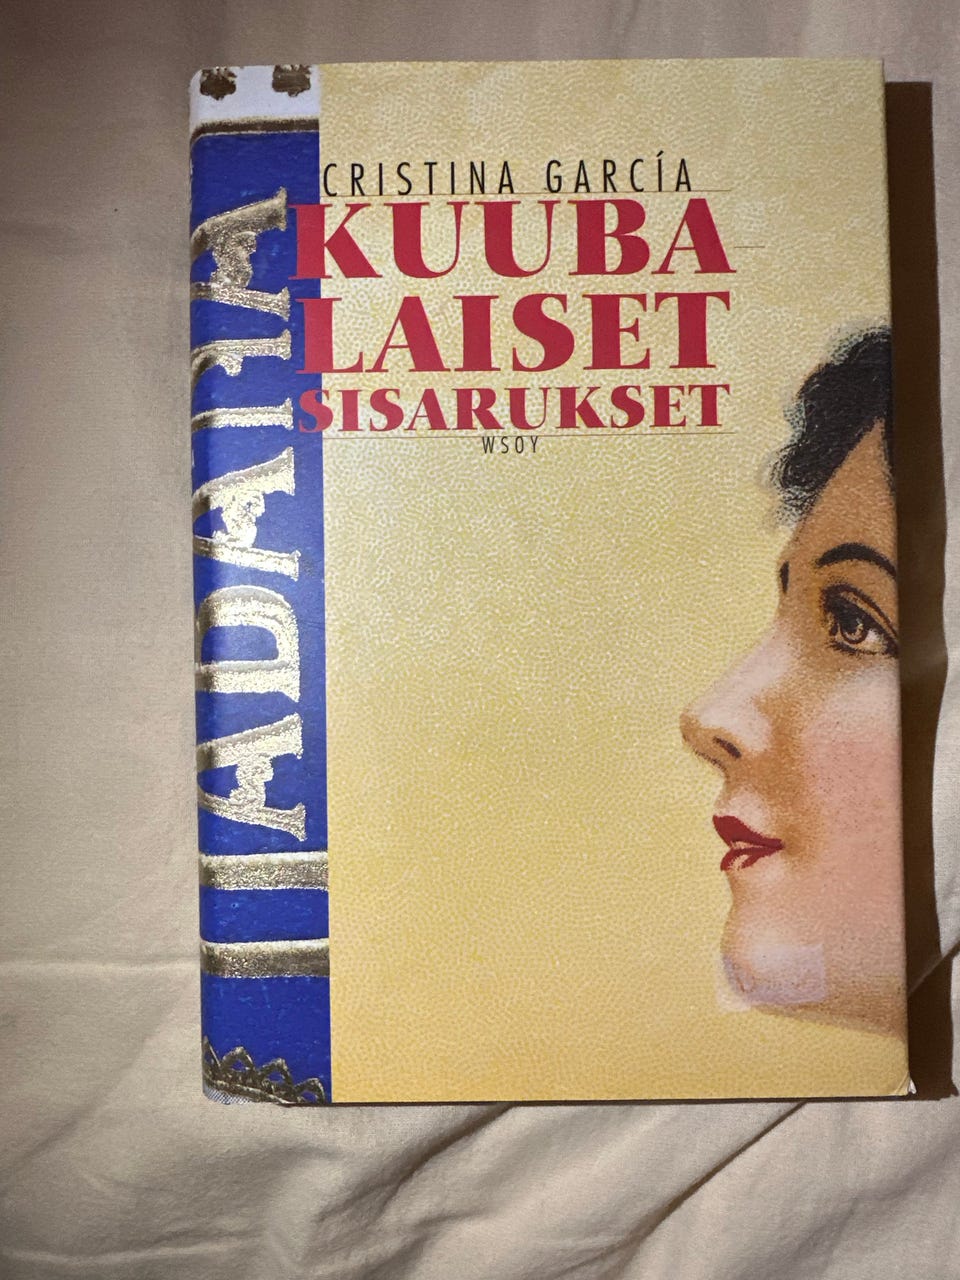 CRISTINA GARCÍA
KUUBA-
LAISET
SISARUKSET
WSOY